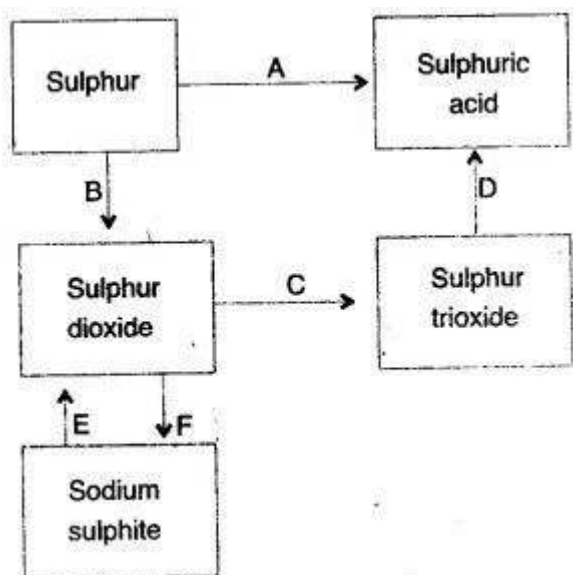 Sulphur
A
Sulphuric
acid
B
D
Sulphur
dioxide
C
Sulphur
trioxide
E
F
Sodium
sulphite